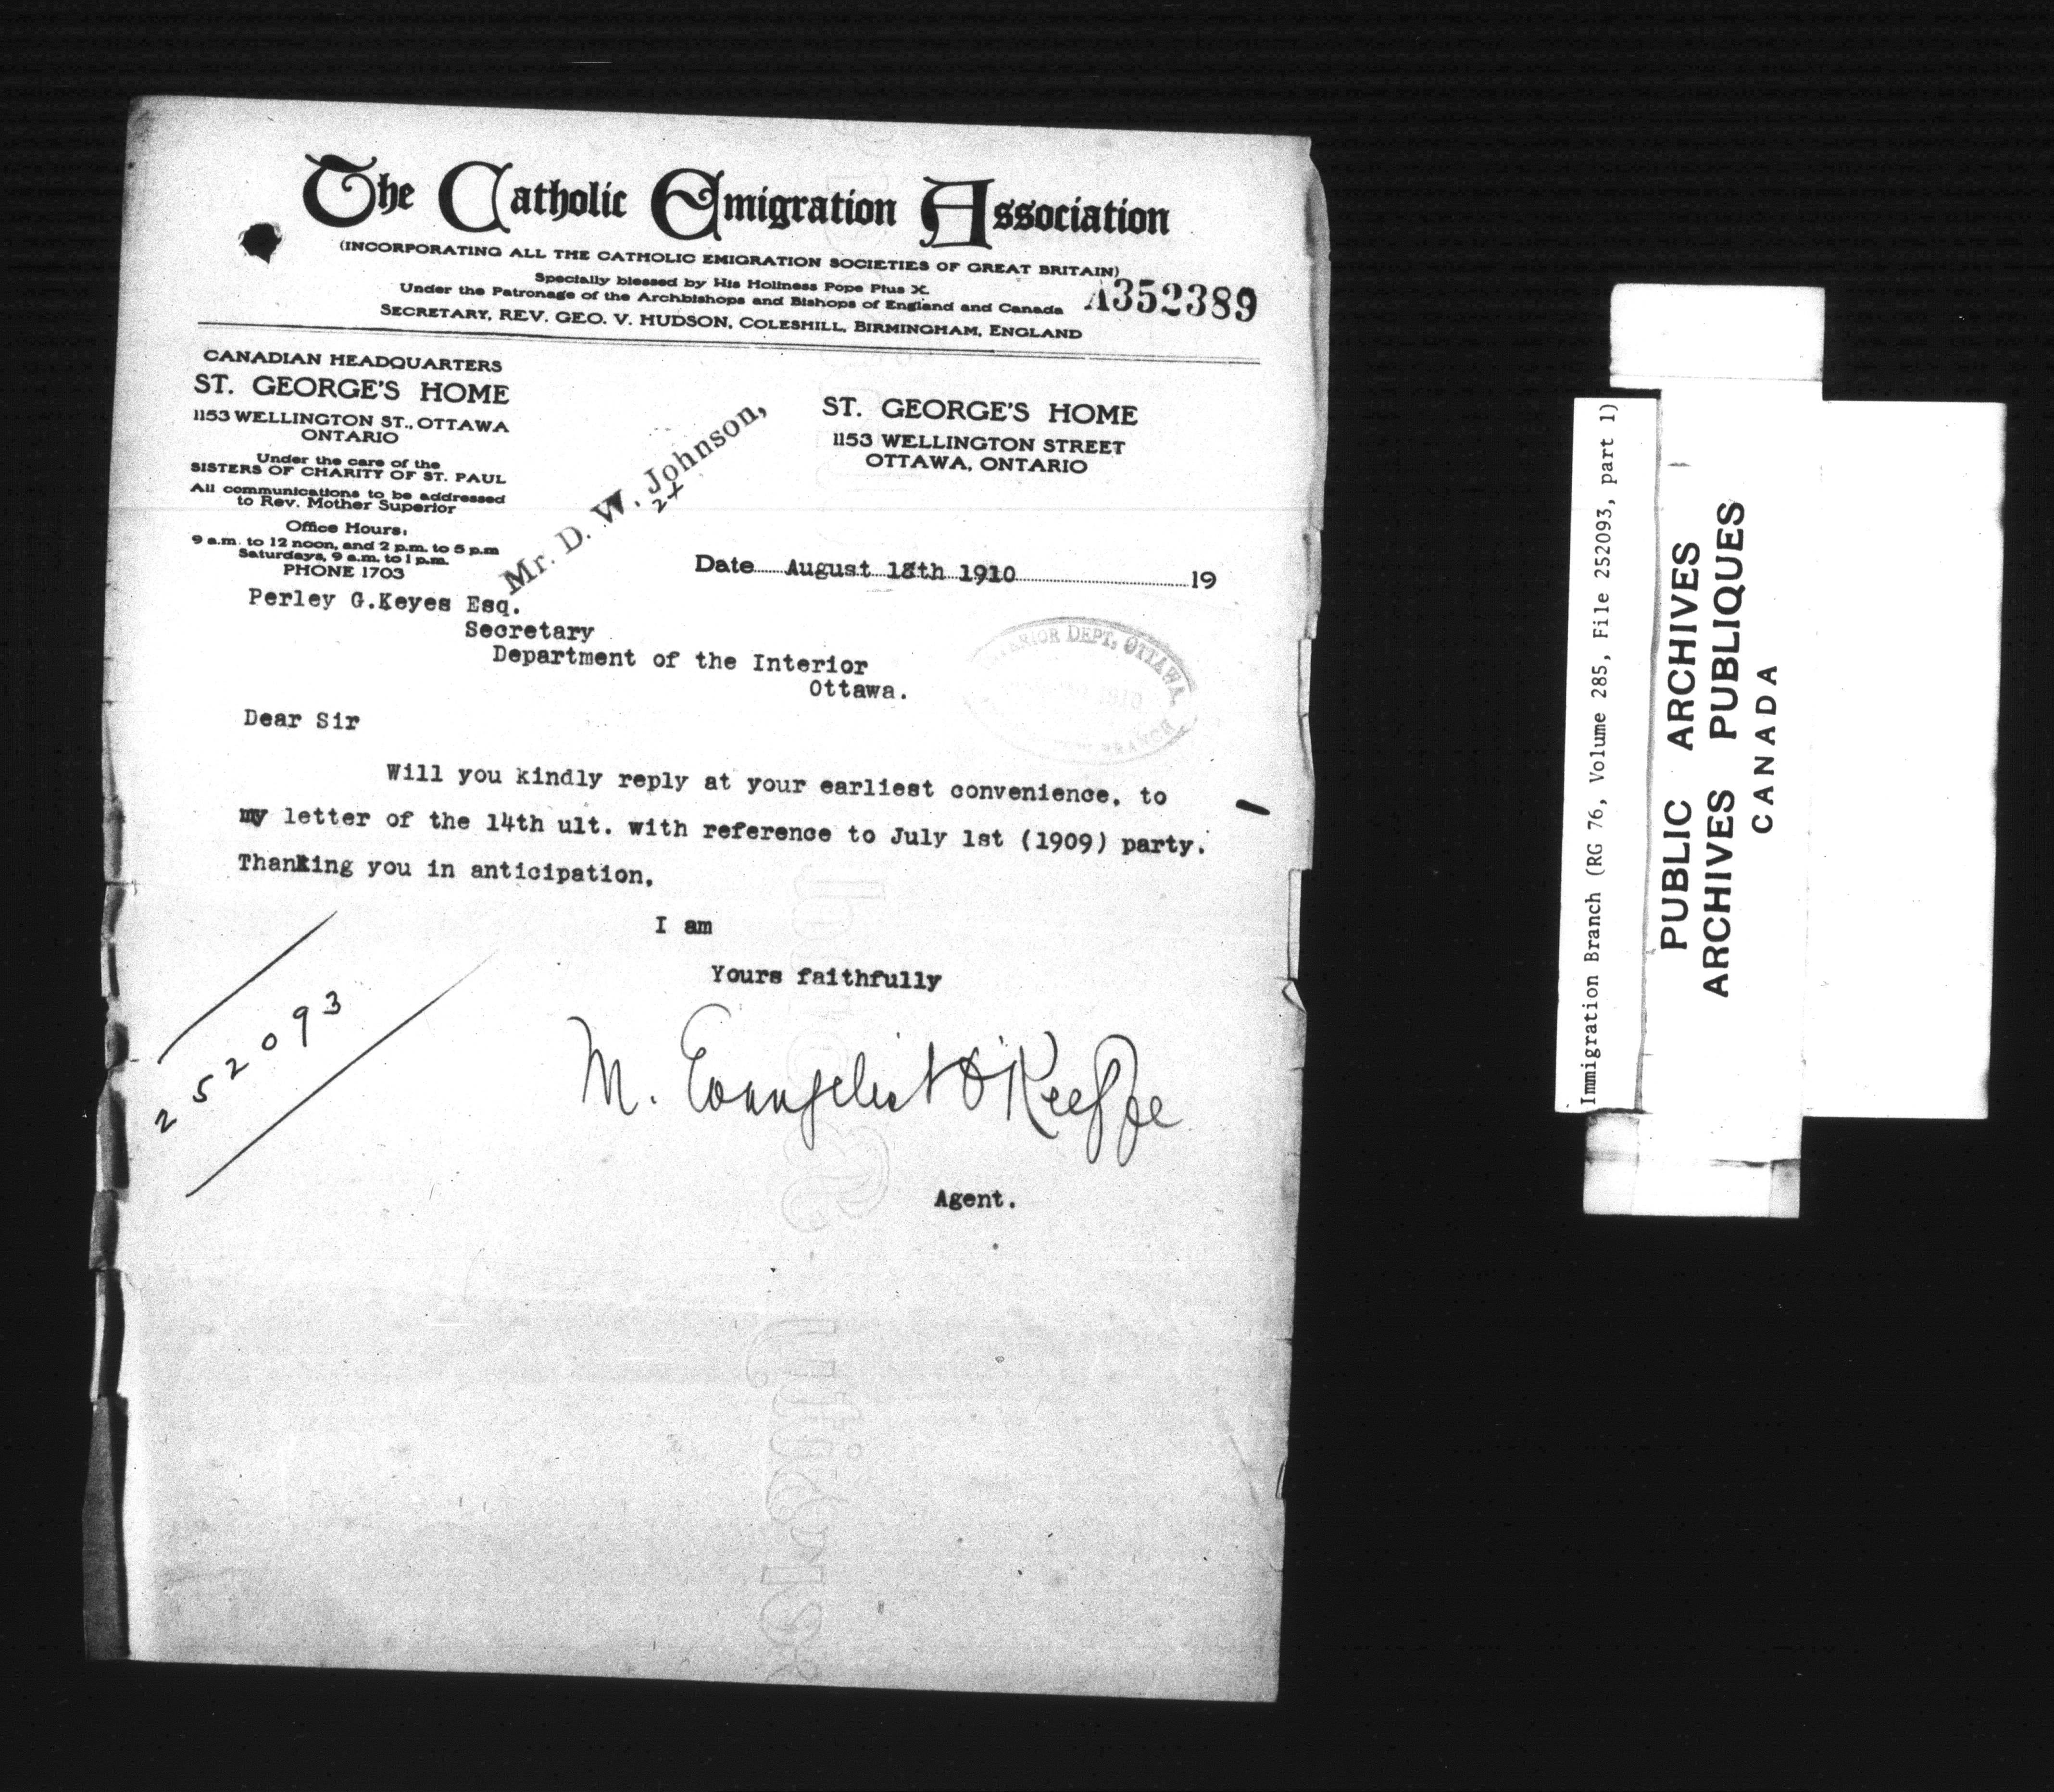 The Catholic Emigration Association
(INCORPORATING ALL THE CATHOLIC EMIGRATION SOCIETIES OF GREAT BRITAIN)
Specially blessed by His Holiness Pope Pius X.
Under the Patronage of the Archbishops and Bishops of England and Canada
A352389
SECRETARY, REV. GEO. V. HUDSON, COLESHILL, BIRMINGHAM, ENGLAND
CANADIAN HEADQUARTERS
ST. GEORGE'S HOME
1153 WELLINGTON ST., OTTAWA
ONTARIO
Under the care of the
SISTERS OF CHARITY OF ST. PAUL
All communications to be addressed
to Rev. Mother Superior
Office Hours:
9 a.m. to 12 noon, and 2 p.m. to 5 p.m
Saturdays, 9 a.m. to 1 p.m.
PHONE 1703
Mr. D. W. Johnson,
ST. GEORGE'S HOME
1153 WELLINGTON STREET
OTTAWA, ONTARIO
Date August 18th 1910 19
Perley G.Keyes Esq.
Secretary
Department of the Interior
Ottawa.
DEPT, OTTAWA.
1910
BRANCH
Dear Sir
Will you kindly reply at your earliest convenience, to
my letter of the 14th ult. with reference to July 1st (1909) party.
Thanking you in anticipation,
I am
Yours faithfully
M. Evangelist O'Keeffe
Agent.
252093
Immigration Branch (RG 76, Volume 285, File 252093, part 1)
PUBLIC ARCHIVES
ARCHIVES PUBLIQUES
CANADA